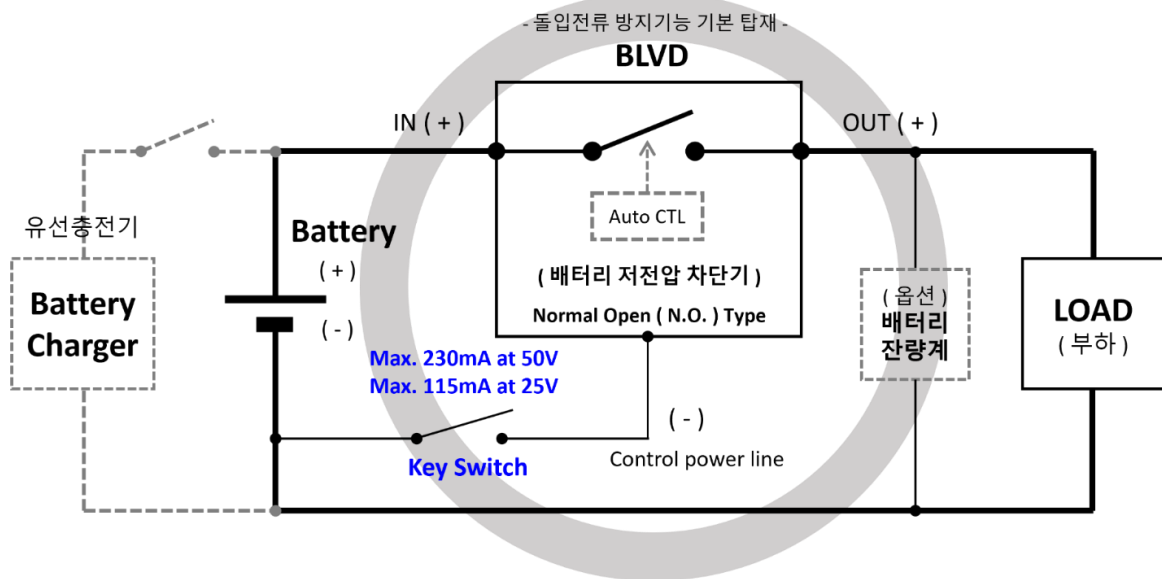 - 돌입전류 방지기능 기본 탑재 -
BLVD
IN ( + )
OUT ( + )
Auto CTL
유선충전기
Battery
Charger
Battery
( + )
( - )
( 배터리 저전압 차단기 )
Normal Open ( N.O. ) Type
Max. 230mA at 50V
Max. 115mA at 25V
Key Switch
( - )
Control power line
( 옵션 )
배터리
잔량계
LOAD
( 부하 )